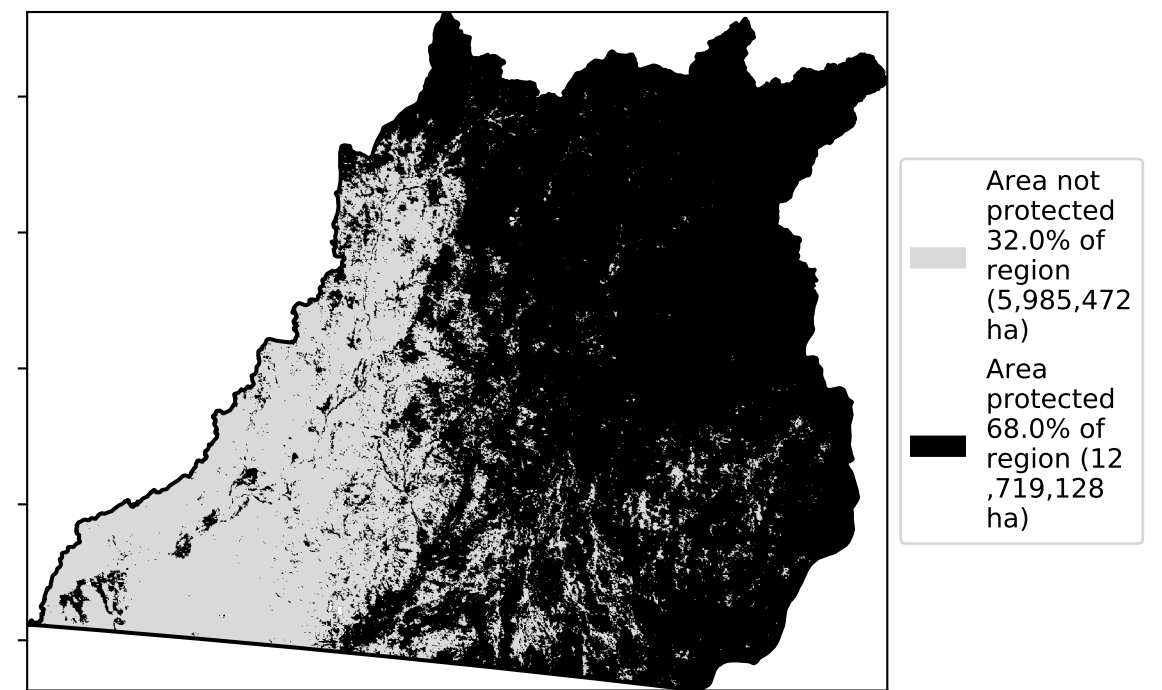 Area not
protected
32.0% of
region
(5,985,472
ha)
Area
protected
68.0% of
region (12
,719,128
ha)